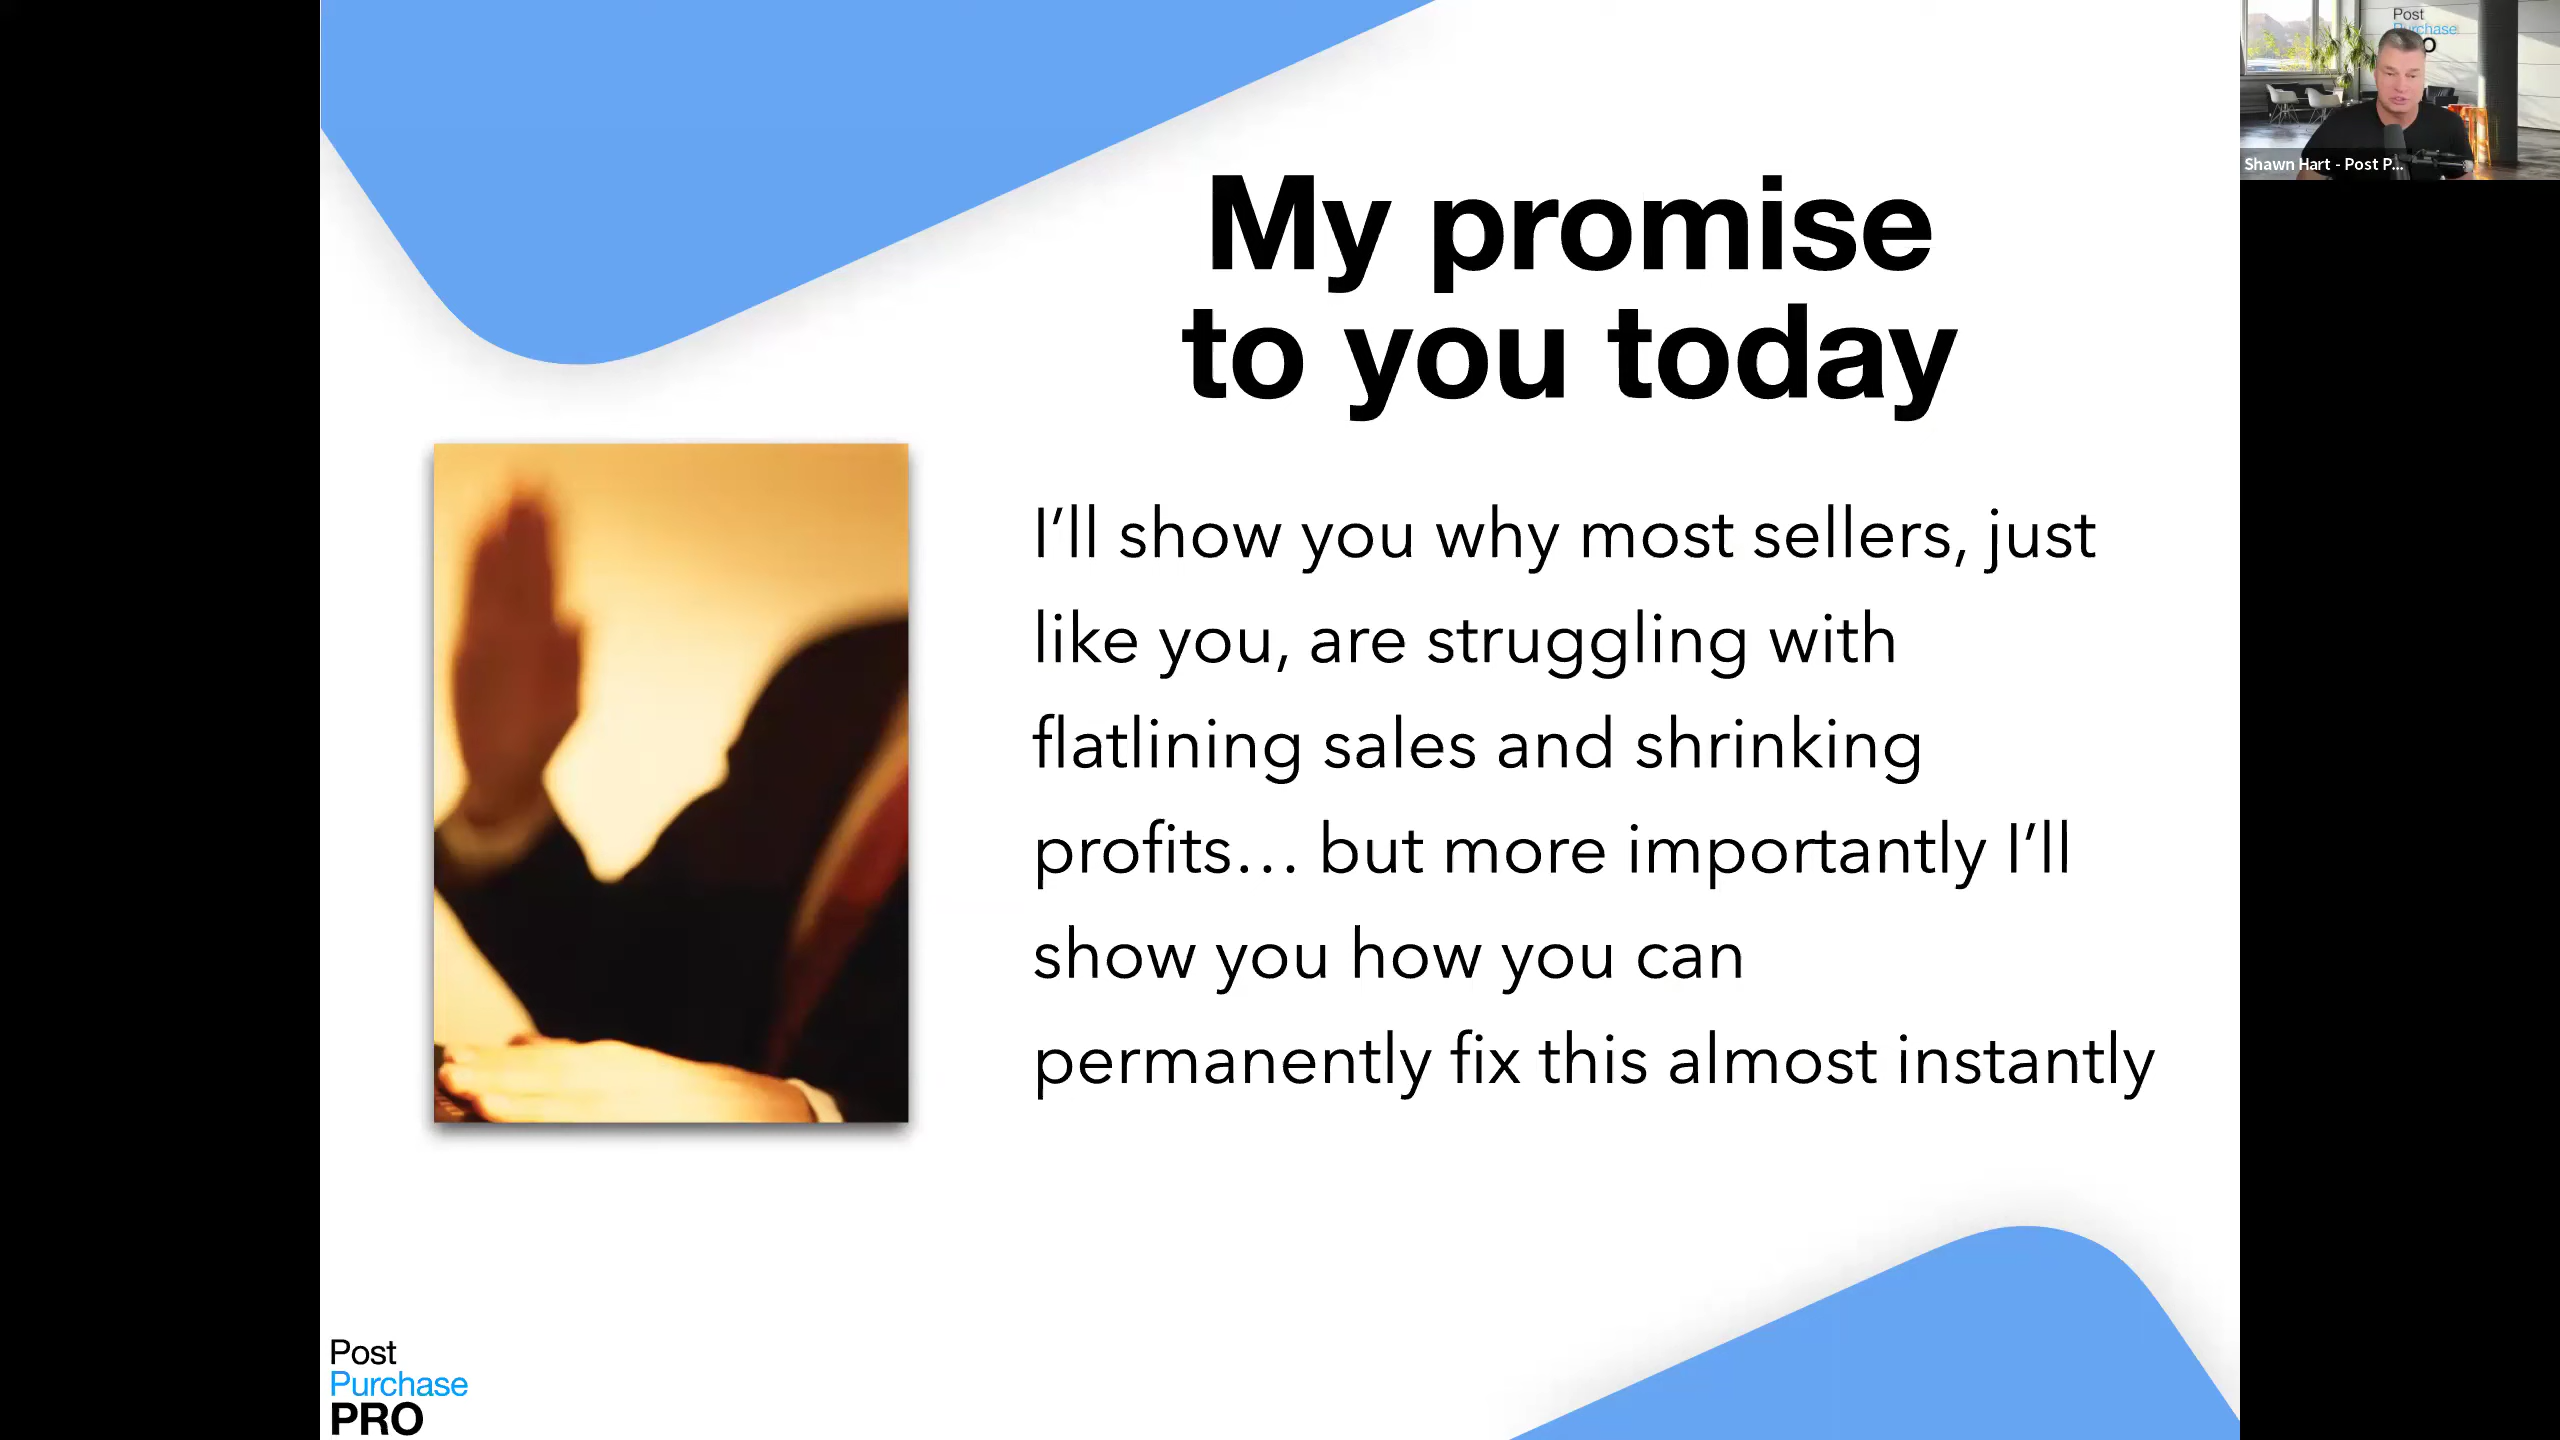 My promise
to you today
I’ll show you why most sellers, just
like you, are struggling with
flatlining sales and shrinking
profits… but more importantly I’ll
show you how you can
permanently fix this almost instantly
Post
Purchase
PRO
Post
Purchase
O
Shawn Hart - Post P...